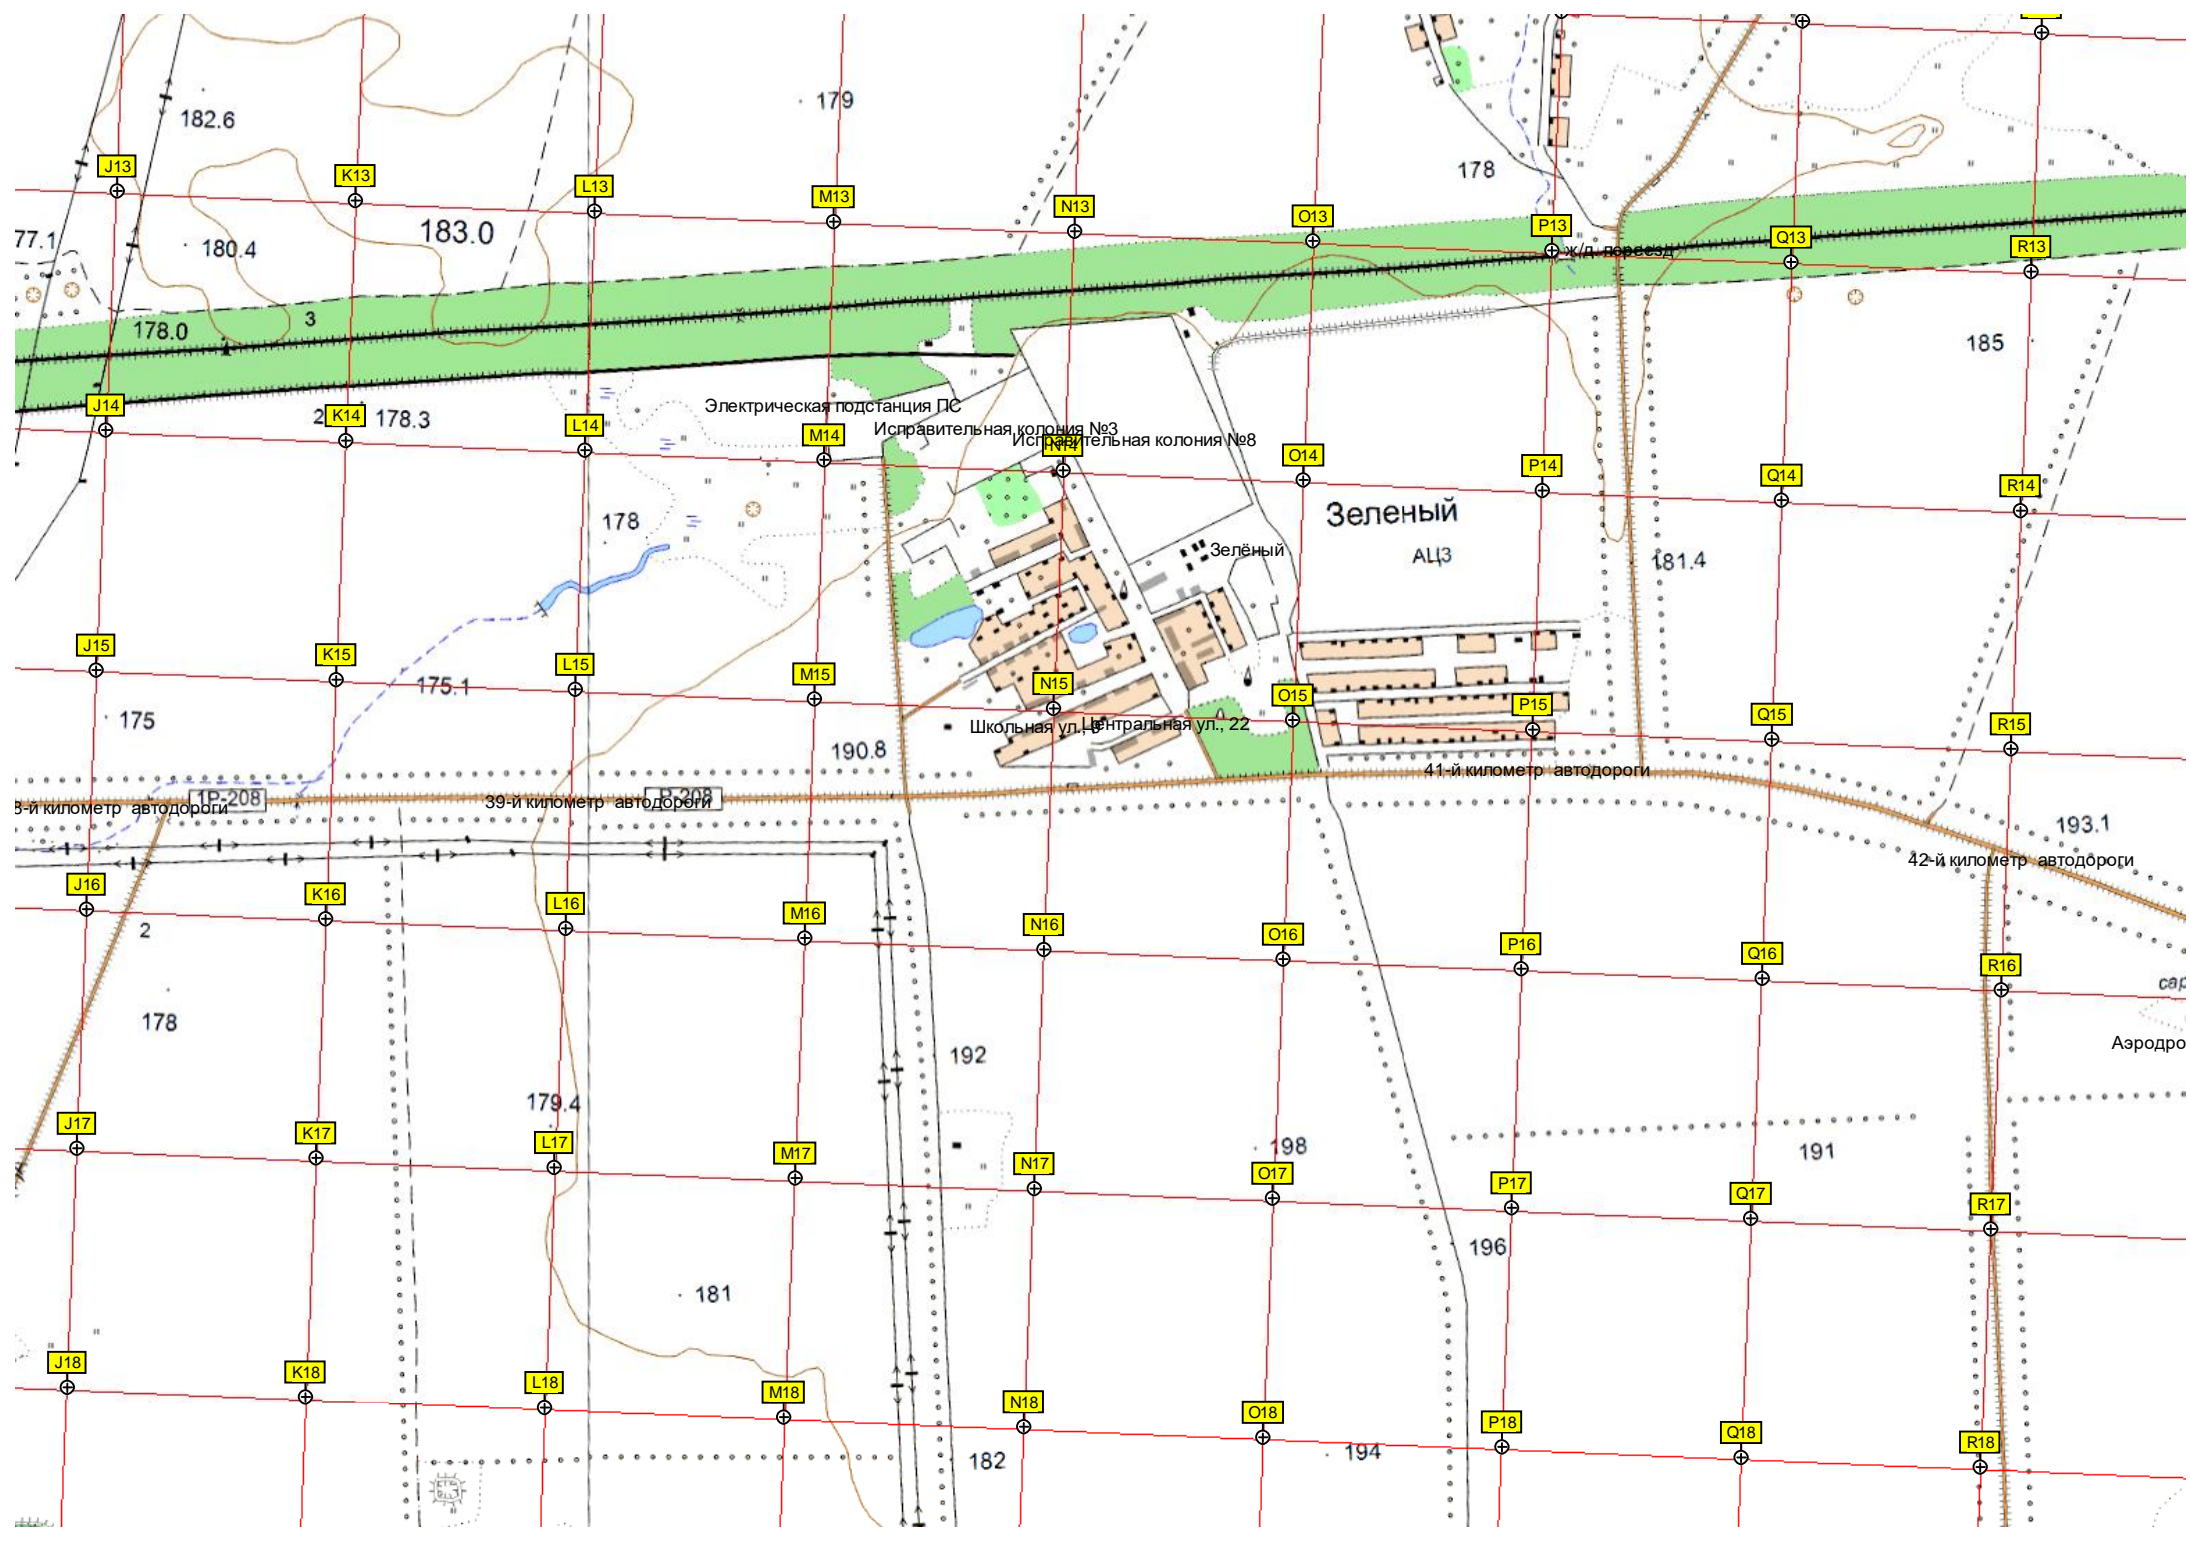 179
182.6
178
J13
K13
L13
M13
N13
O13
P13
Q13
R13
77.1
180.4
183.0
ж/д переезд
178.0
3
185
J14
2
K14
178.3
L14
Электрическая подстанция ПС
M14
Исправительная колония №3
Исправительная колония №8
N14
O14
P14
Q14
R14
Зеленый
АЦЗ
178
Зелёный
181.4
J15
K15
L15
M15
N15
O15
P15
Q15
R15
175.1
175
190.8
Школьная ул.,
Центральная ул., 22
1Р-208
Р-208
й километр автодороги
39-й километр автодороги
41-й километр автодороги
193.1
42-й километр автодороги
J16
K16
L16
M16
N16
O16
P16
Q16
R16
2
сар
178
192
Аэродро
179.4
198
191
J17
K17
L17
M17
N17
O17
P17
Q17
R17
196
181
J18
K18
L18
M18
N18
O18
P18
Q18
R18
182
194